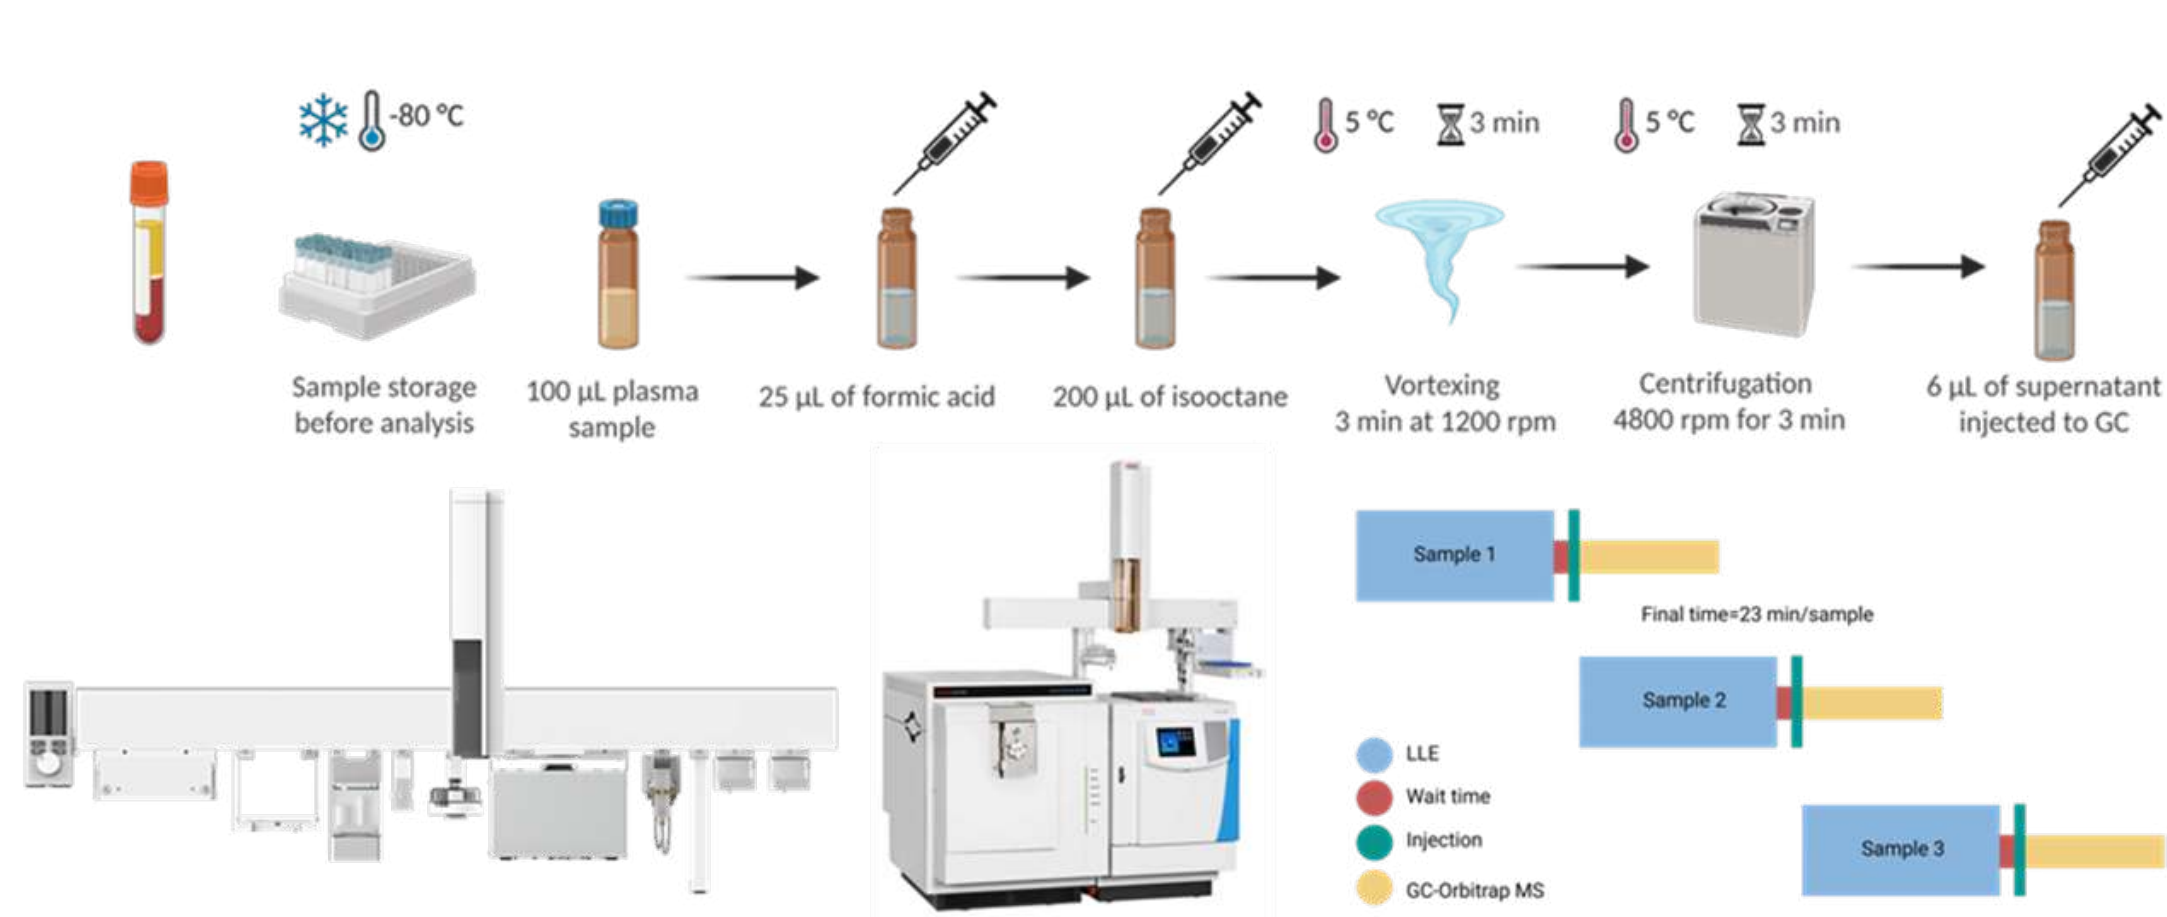 -80 °C
5 °C
3 min
5 °C
3 min
Sample storage
before analysis
100 µL plasma
sample
25 µL of formic acid
200 µL of isooctane
Vortexing
3 min at 1200 rpm
Centrifugation
4800 rpm for 3 min
6 µL of supernatant
injected to GC
Sample 1
Final time=23 min/sample
Sample 2
Sample 3
LLE
Wait time
Injection
GC-Orbitrap MS